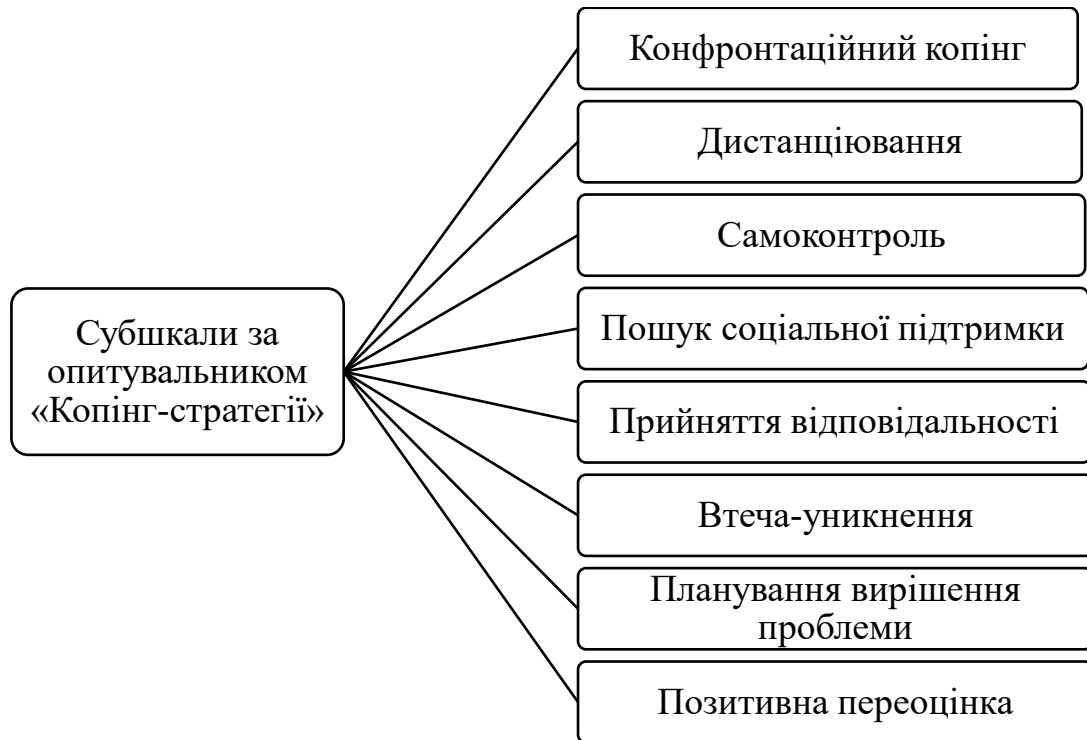 Конфронтаційний копінг
Дистанціювання
Самоконтроль
Субшкали за
опитувальником
«Копінг-стратегії»
Пошук соціальної підтримки
Прийняття відповідальності
Втеча-уникнення
Планування вирішення
проблеми
Позитивна переоцінка